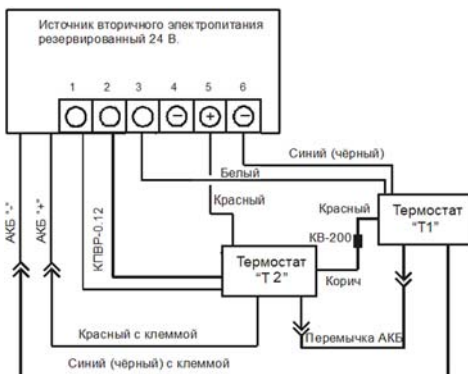 Источник вторичного электропитания
резервированный 24 В.
1 2 3 4 5 6
Синий (чёрный)
Белый
Красный
АКБ "-"
АКБ "+"
КПВР-0.12
Красный
Термостат
"Т1"
КВ-200
Термостат
"Т 2"
Корич
Перемычка АКБ
Красный с клеммой
Синий (чёрный) с клеммой